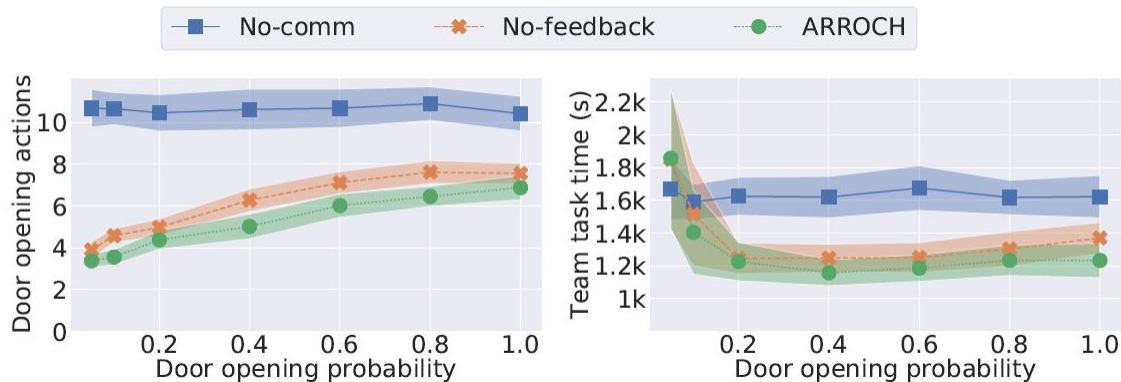 No-comm No-feedback ARROCH
Door opening actions
10
8
6
4
2
0
0.2 0.4 0.6 0.8 1.0
Door opening probability
Team task time (s)
2.2k
2k
1.8k
1.6k
1.4k
1.2k
1k
0.2 0.4 0.6 0.8 1.0
Door opening probability